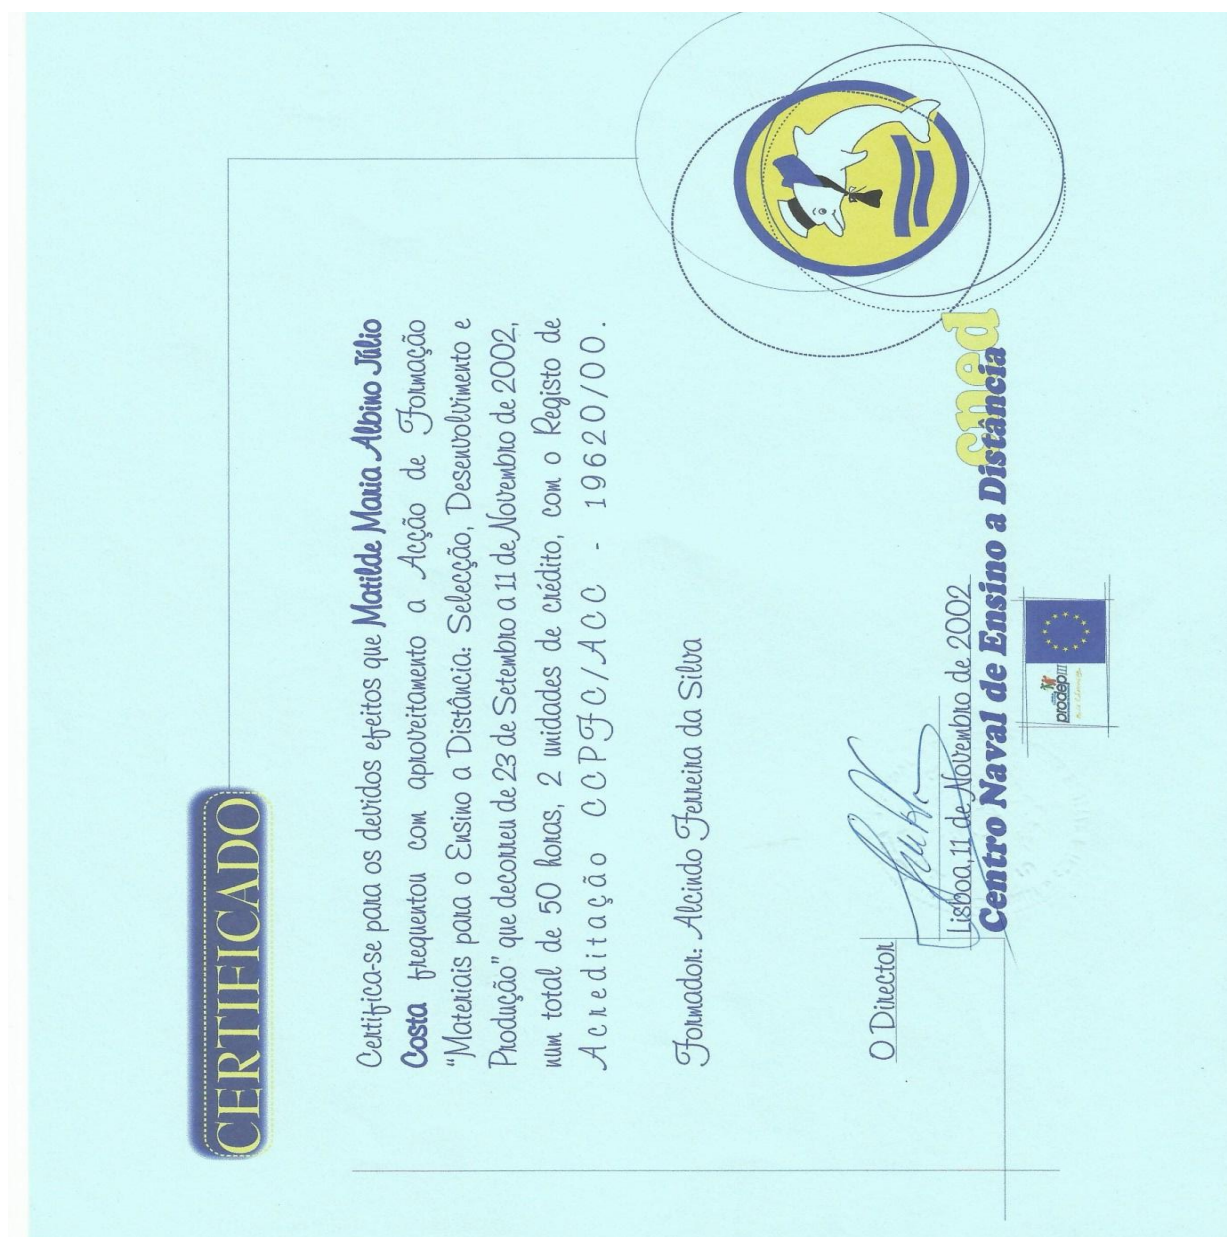 CERTIFICADO
Certifica-se para os devidos efeitos que Matilde Maria Albino Júlio
Costa frequentou com aproveitamento a Acção de Formação
"Materiais para o Ensino a Distância: Selecção, Desenvolvimento e
Produção" que decorreu de 23 de Setembro a 11 de Novembro de 2002,
num total de 50 horas, 2 unidades de crédito, com o Registo de
Acreditação CCPFC/ACC - 19620/00.
Formador: Alcindo Ferreira da Silva
O Director
Lisboa, 11 de Novembro de 2002
cned
Centro Naval de Ensino a Distância
prodep III